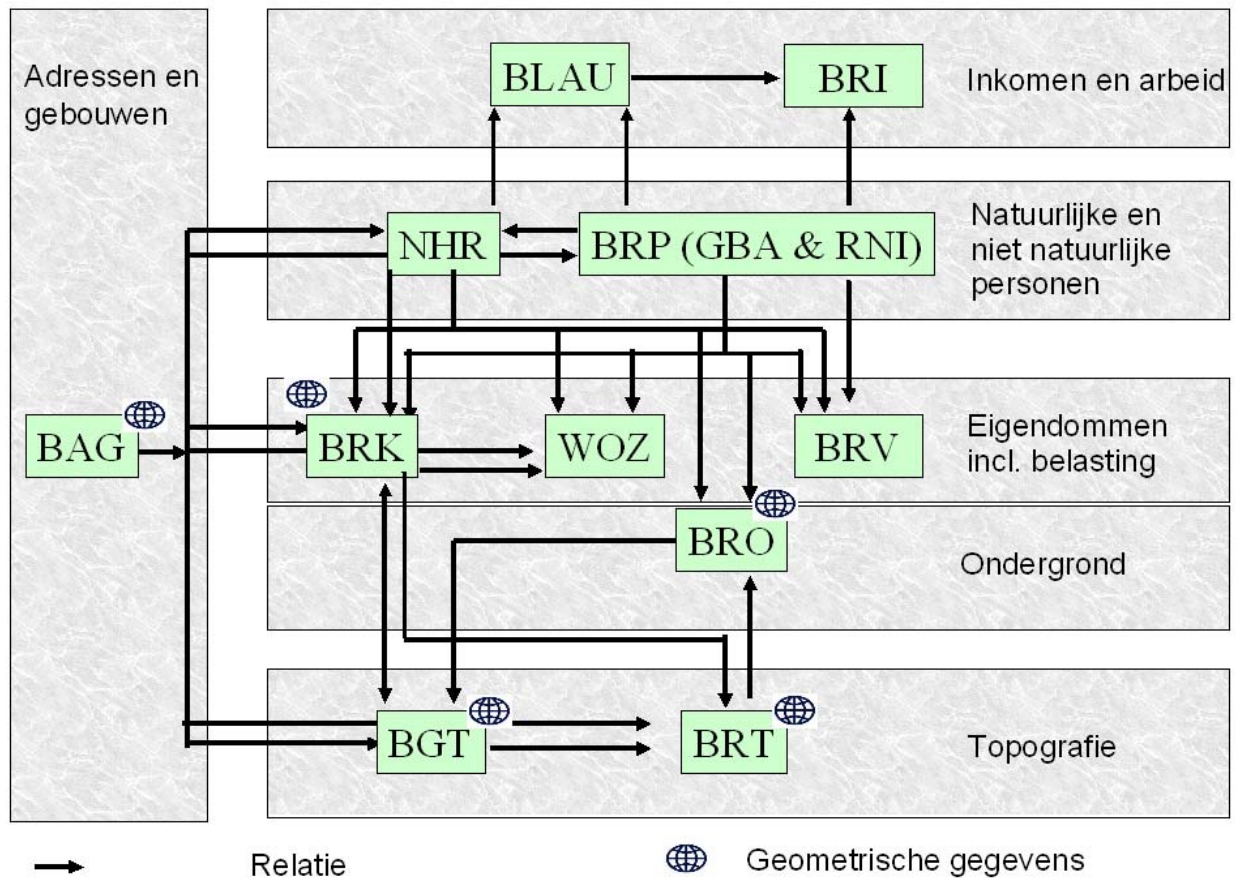 Adressen en
gebouwen
BLAU
BRI
Inkomen en arbeid
NHR
BRP (GBA & RNI)
Natuurlijke en
niet natuurlijke
personen
BAG
BRK
WOZ
BRV
Eigendommen
incl. belasting
BRO
Ondergrond
BGT
BRT
Topografie
Relatie
Geometrische gegevens